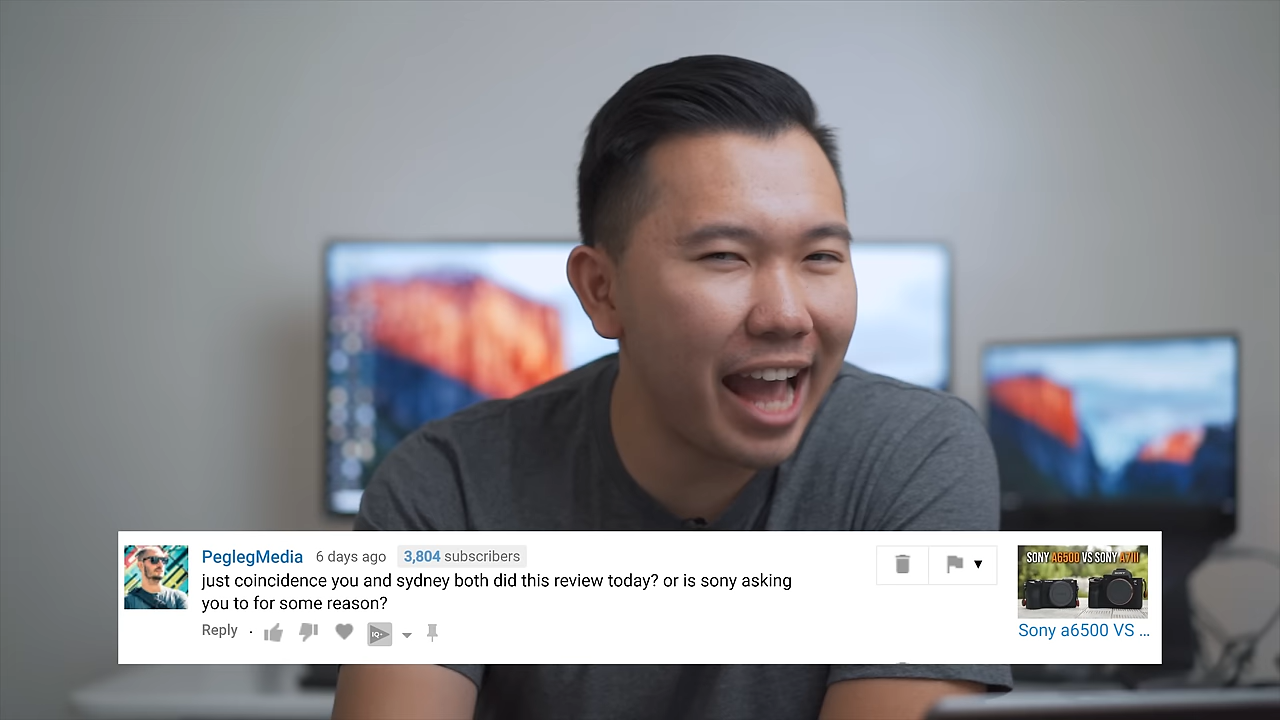 PeglegMedia 6 days ago 3,804 subscribers
just coincidence you and sydney both did this review today? or is sony asking
you to for some reason?
Reply
IQ+
SONY A6500 VS SONY A7III
Sony a6500 VS ...